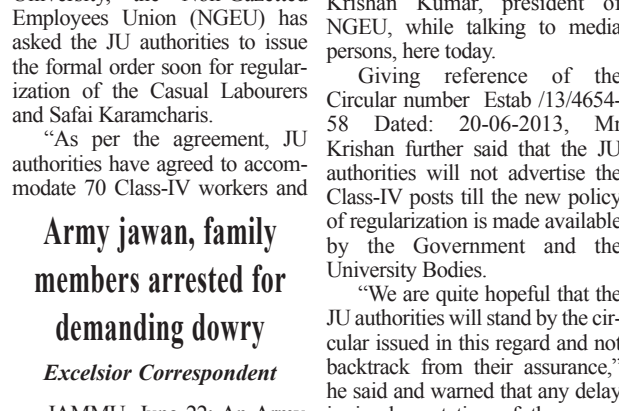 University, the Non-Gazetted
Employees Union (NGEU) has
asked the JU authorities to issue
the formal order soon for regular-
ization of the Casual Labourers
and Safai Karamcharis.
“As per the agreement, JU
authorities have agreed to accom-
modate 70 Class-IV workers and
Army jawan, family
members arrested for
demanding dowry
Excelsior Correspondent
JAMMU, June 22: An Army
Krishan Kumar, president of
NGEU, while talking to media
persons, here today.
Giving reference of the
Circular number Estab /13/4654-
58 Dated: 20-06-2013, Mr
Krishan further said that the JU
authorities will not advertise the
Class-IV posts till the new policy
of regularization is made available
by the Government and the
University Bodies.
“We are quite hopeful that the
JU authorities will stand by the cir-
cular issued in this regard and not
backtrack from their assurance,”
he said and warned that any delay